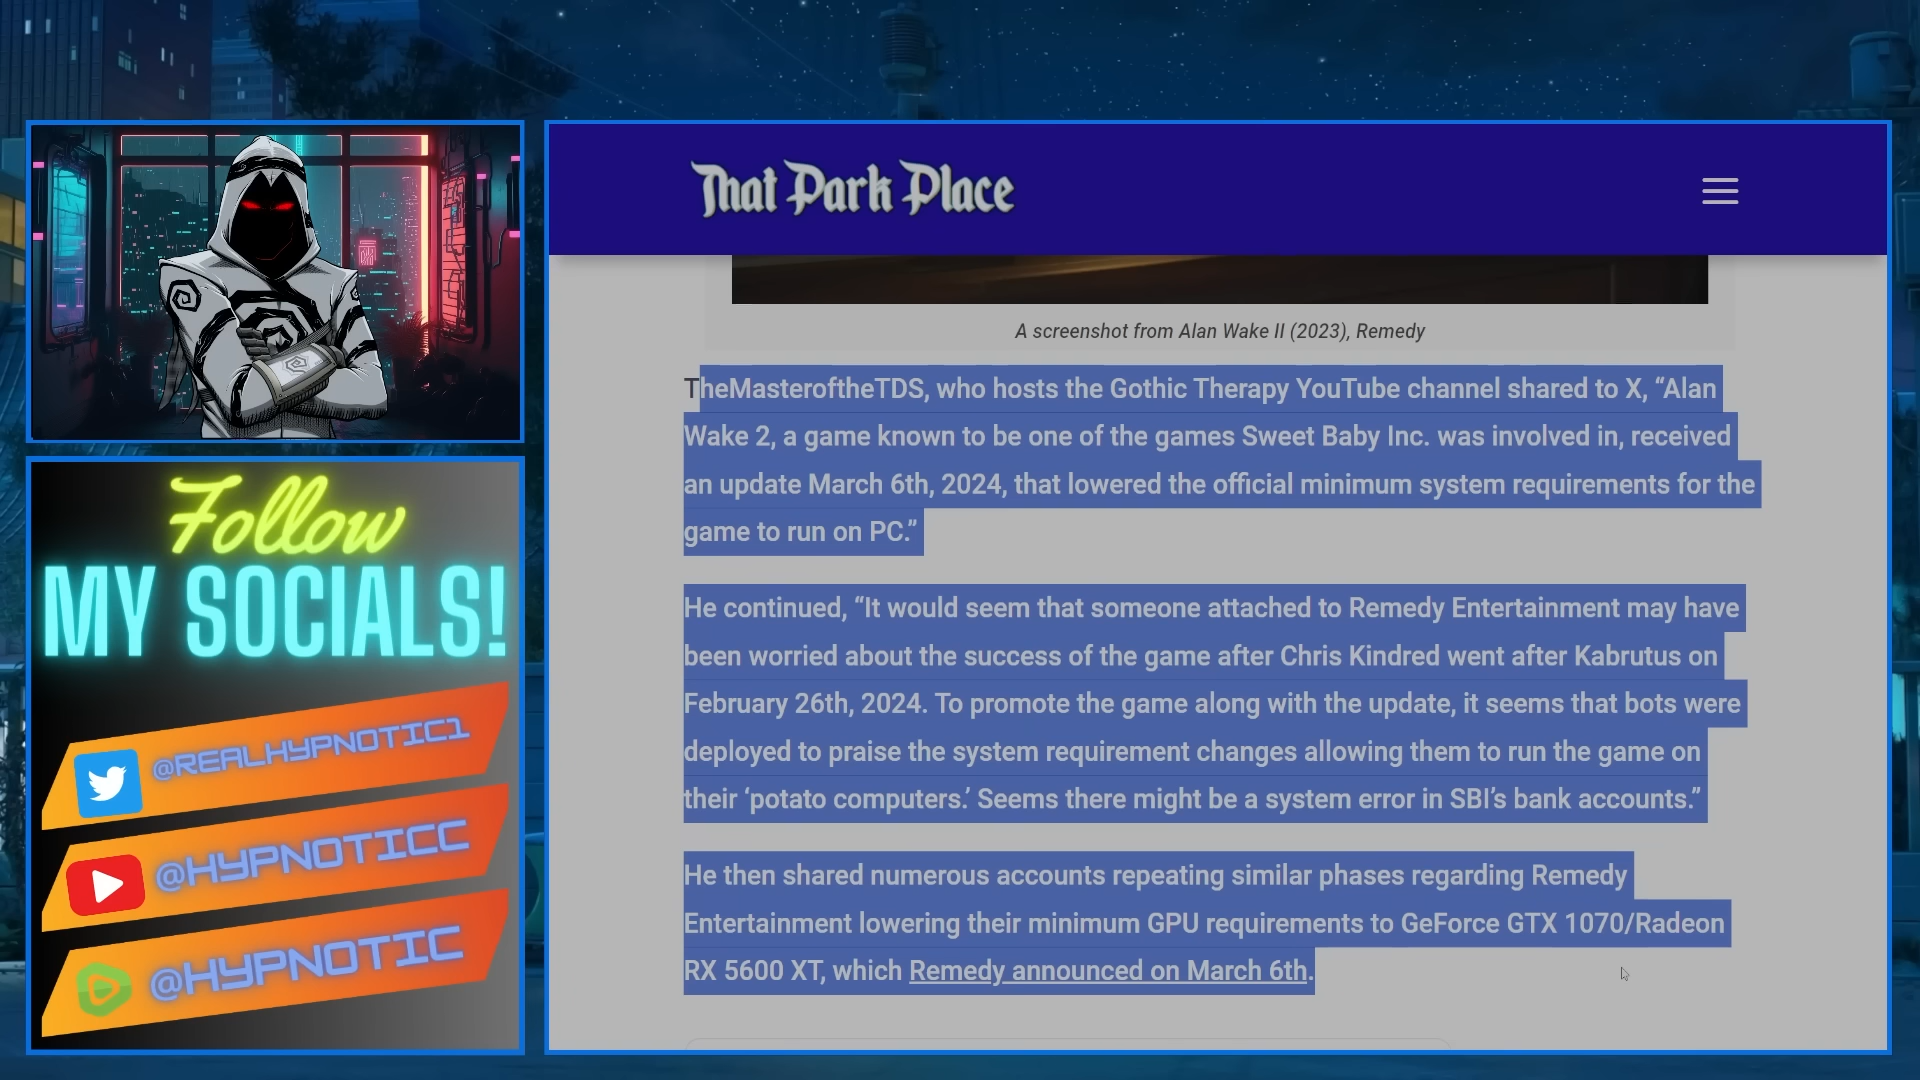 Follow
MY SOCIALS!
@REALHYPNOTIC1
@HYPNOTICC
@HYPNOTIC
That Park Place
A screenshot from Alan Wake II (2023), Remedy
TheMasteroftheTDS, who hosts the Gothic Therapy YouTube channel shared to X, “Alan
Wake 2, a game known to be one of the games Sweet Baby Inc. was involved in, received
an update March 6th, 2024, that lowered the official minimum system requirements for the
game to run on PC.”
He continued, “It would seem that someone attached to Remedy Entertainment may have
been worried about the success of the game after Chris Kindred went after Kabrutus on
February 26th, 2024. To promote the game along with the update, it seems that bots were
deployed to praise the system requirement changes allowing them to run the game on
their ‘potato computers.’ Seems there might be a system error in SBI’s bank accounts.”
He then shared numerous accounts repeating similar phases regarding Remedy
Entertainment lowering their minimum GPU requirements to GeForce GTX 1070/Radeon
RX 5600 XT, which Remedy announced on March 6th.